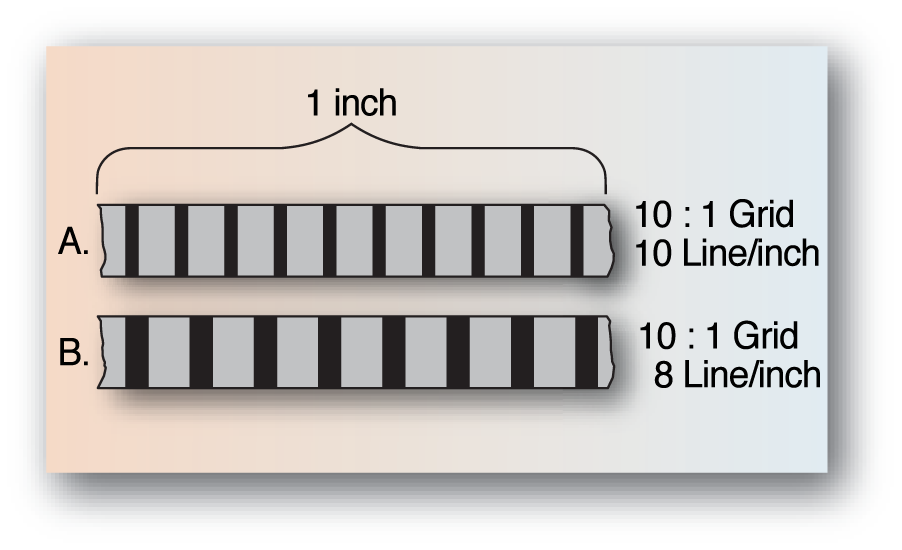 1 inch
A.
10 : 1 Grid
10 Line/inch
B.
10 : 1 Grid
8 Line/inch